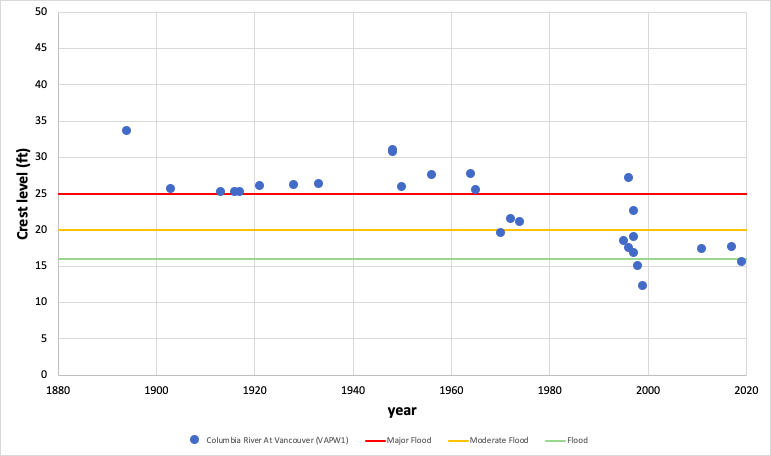 50
45
40
35
30
25
20
15
10
5
0
Crest level (ft)
1880 1900 1920 1940 1960 1980 2000 2020
year
Columbia River At Vancouver (VAPW1) Major Flood Moderate Flood Flood